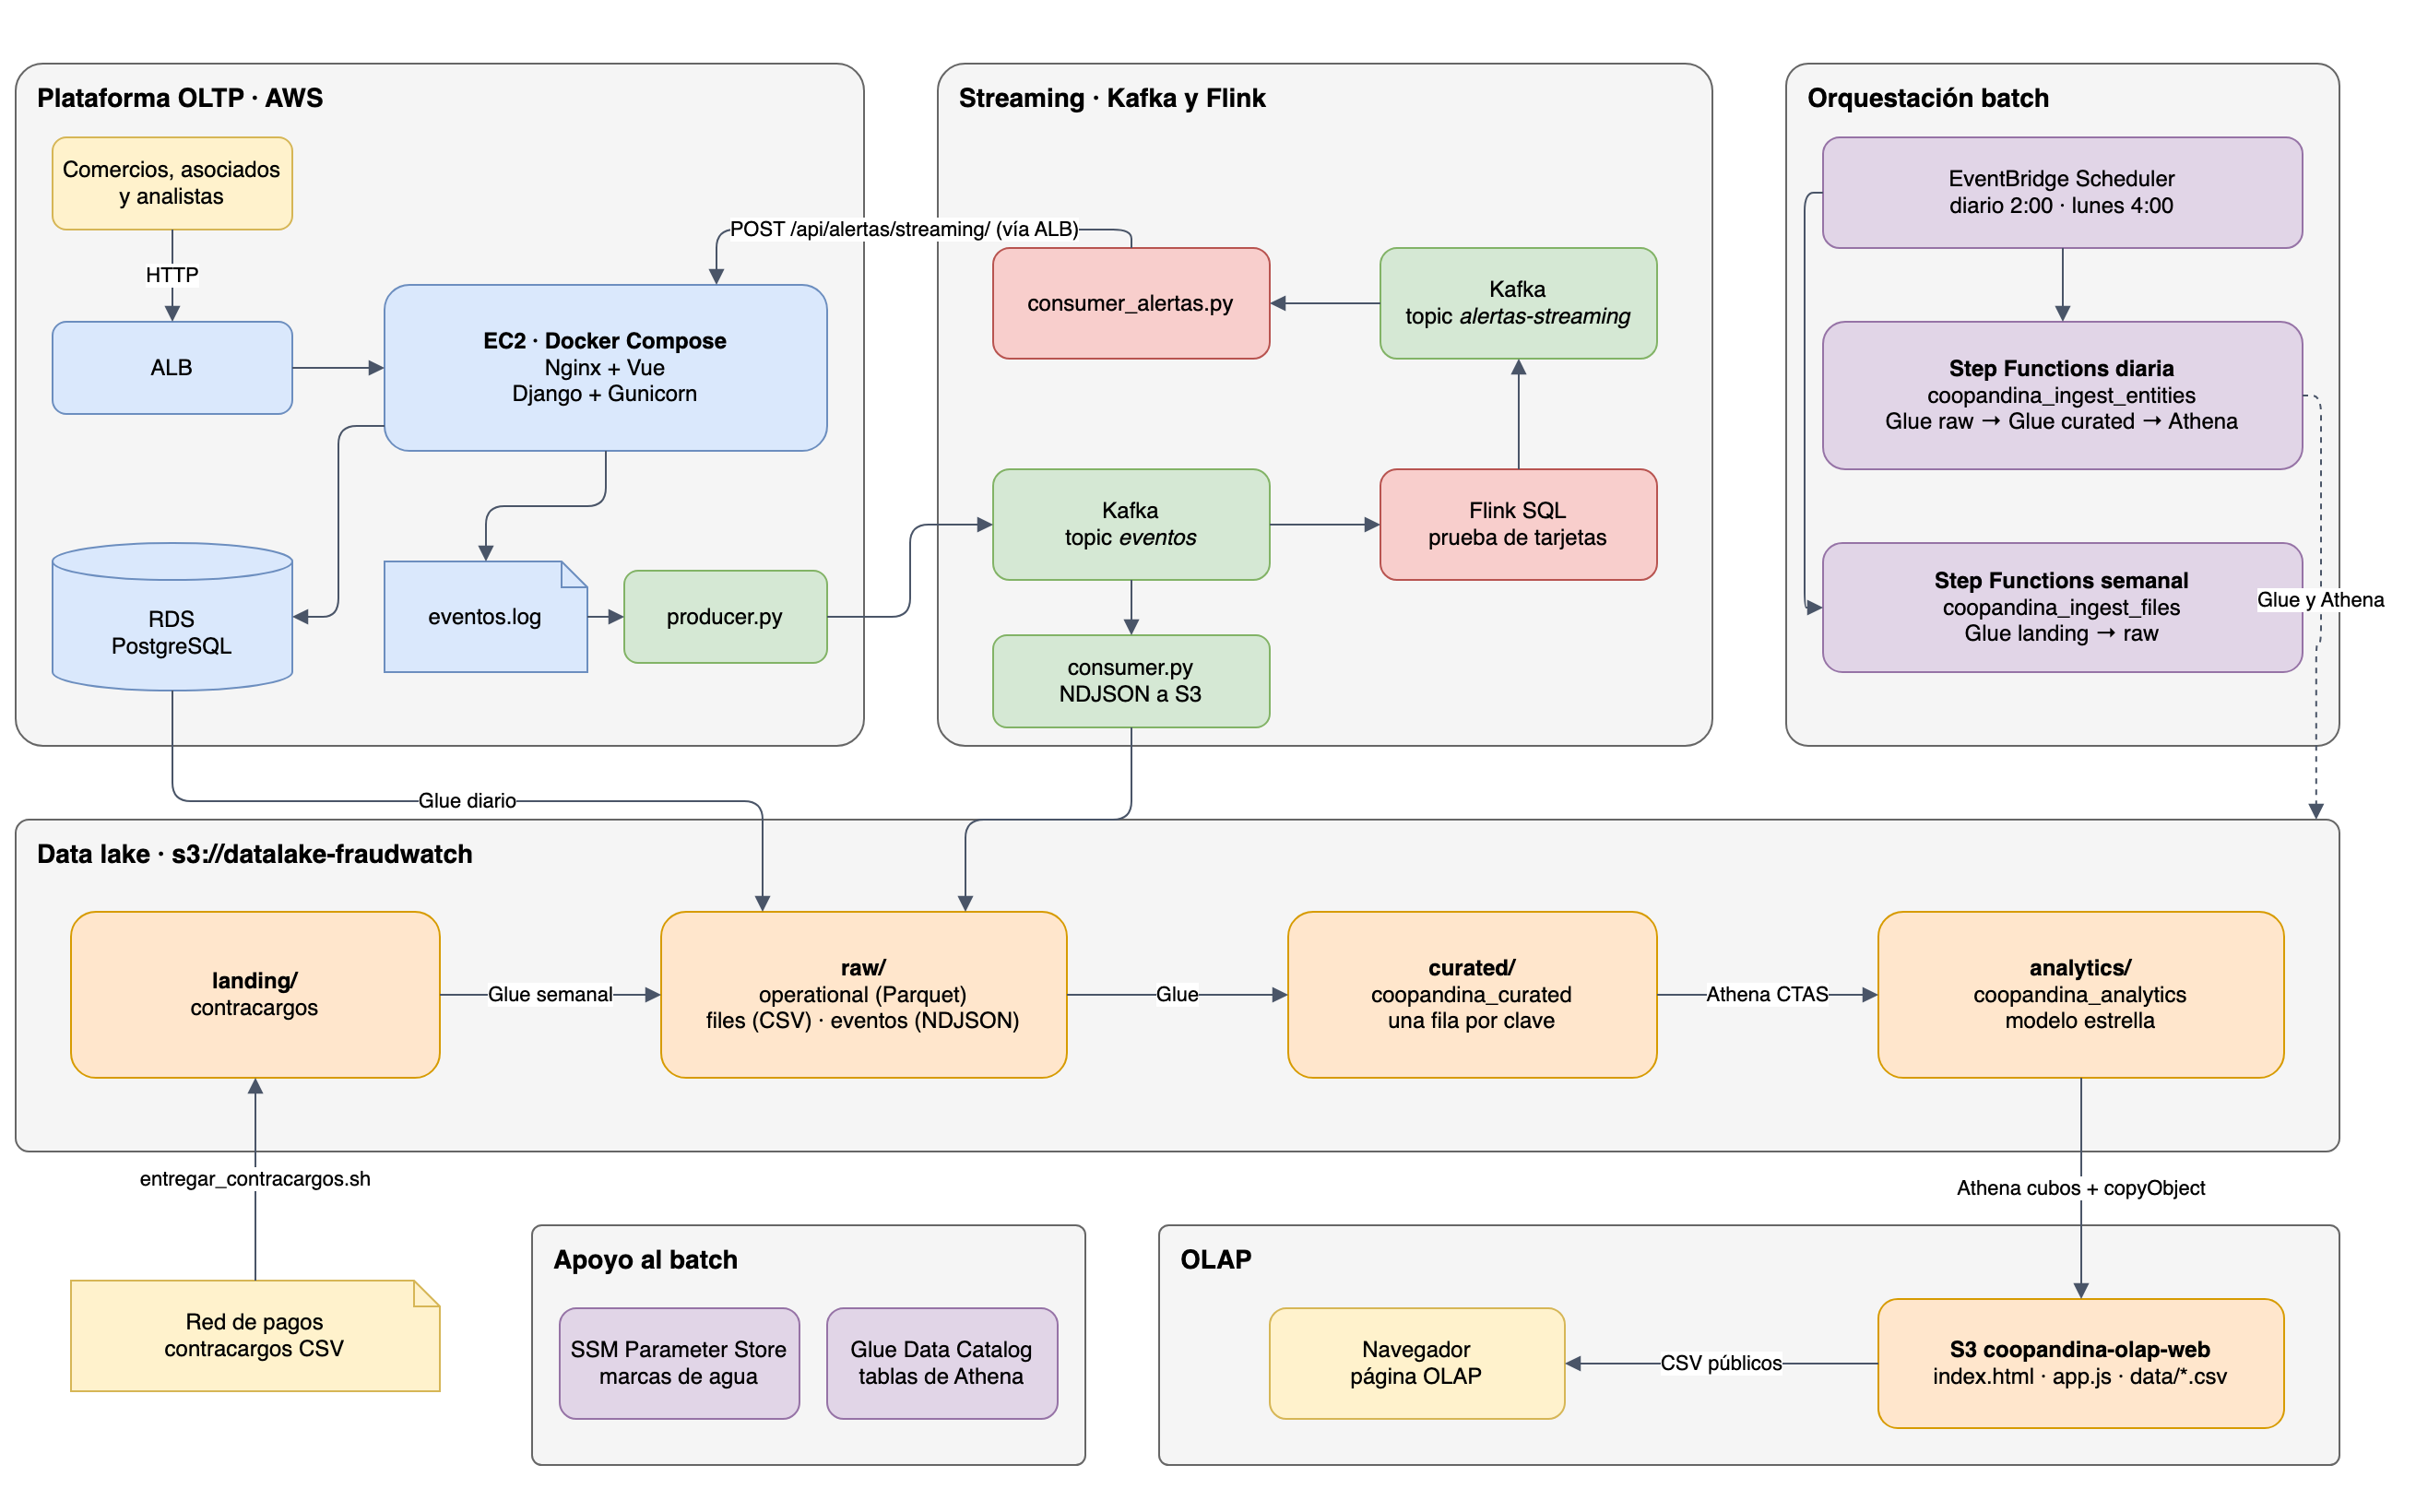 Plataforma OLTP · AWS
Comercios, asociados
y analistas
HTTP
ALB
EC2 · Docker Compose
Nginx + Vue
Django + Gunicorn
RDS
PostgreSQL
eventos.log
producer.py
POST /api/alertas/streaming/ (vía ALB)
Streaming · Kafka y Flink
consumer_alertas.py
Kafka
topic alertas-streaming
Kafka
topic eventos
Flink SQL
prueba de tarjetas
consumer.py
NDJSON a S3
Orquestación batch
EventBridge Scheduler
diario 2:00 · lunes 4:00
Step Functions diaria
coopandina_ingest_entities
Glue raw → Glue curated → Athena
Step Functions semanal
coopandina_ingest_files
Glue landing → raw
Glue y Athena
Glue diario
Data lake · s3://datalake-fraudwatch
landing/
contracargos
Glue semanal
raw/
operational (Parquet)
files (CSV) · eventos (NDJSON)
Glue
curated/
coopandina_curated
una fila por clave
Athena CTAS
analytics/
coopandina_analytics
modelo estrella
entregar_contracargos.sh
Athena cubos + copyObject
Red de pagos
contracargos CSV
Apoyo al batch
SSM Parameter Store
marcas de agua
Glue Data Catalog
tablas de Athena
OLAP
Navegador
página OLAP
CSV públicos
S3 coopandina-olap-web
index.html · app.js · data/*.csv